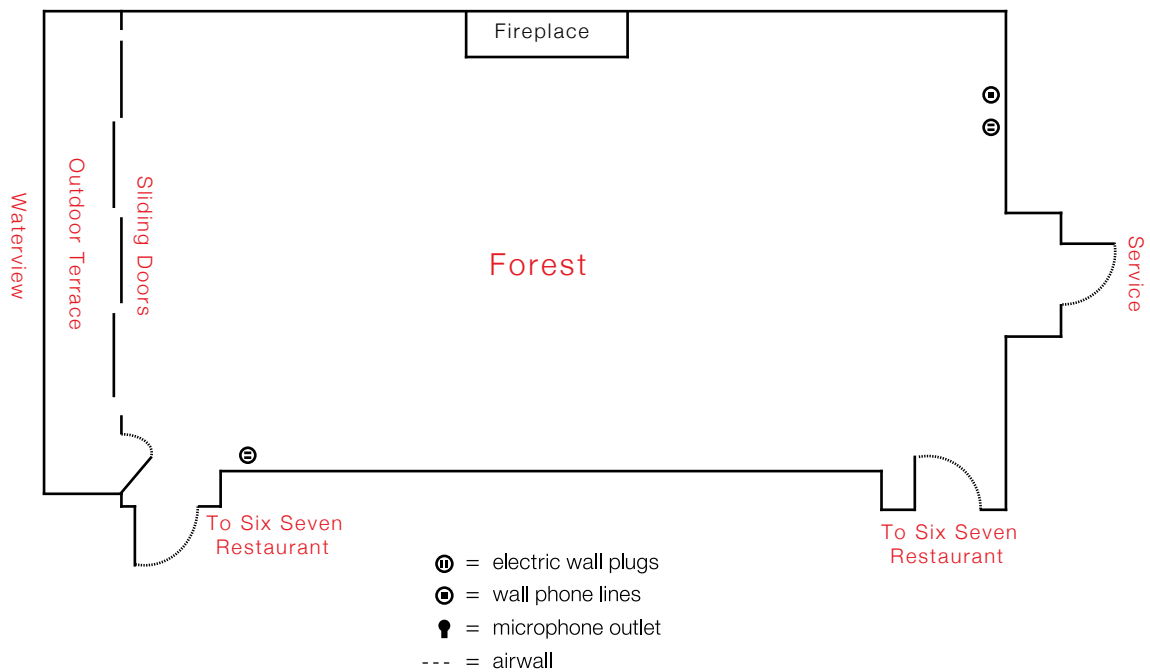 Fireplace
Waterview
Outdoor Terrace
Sliding Doors
Forest
Service
To Six Seven
Restaurant
To Six Seven
Restaurant
= electric wall plugs
= wall phone lines
= microphone outlet
---- = airwall